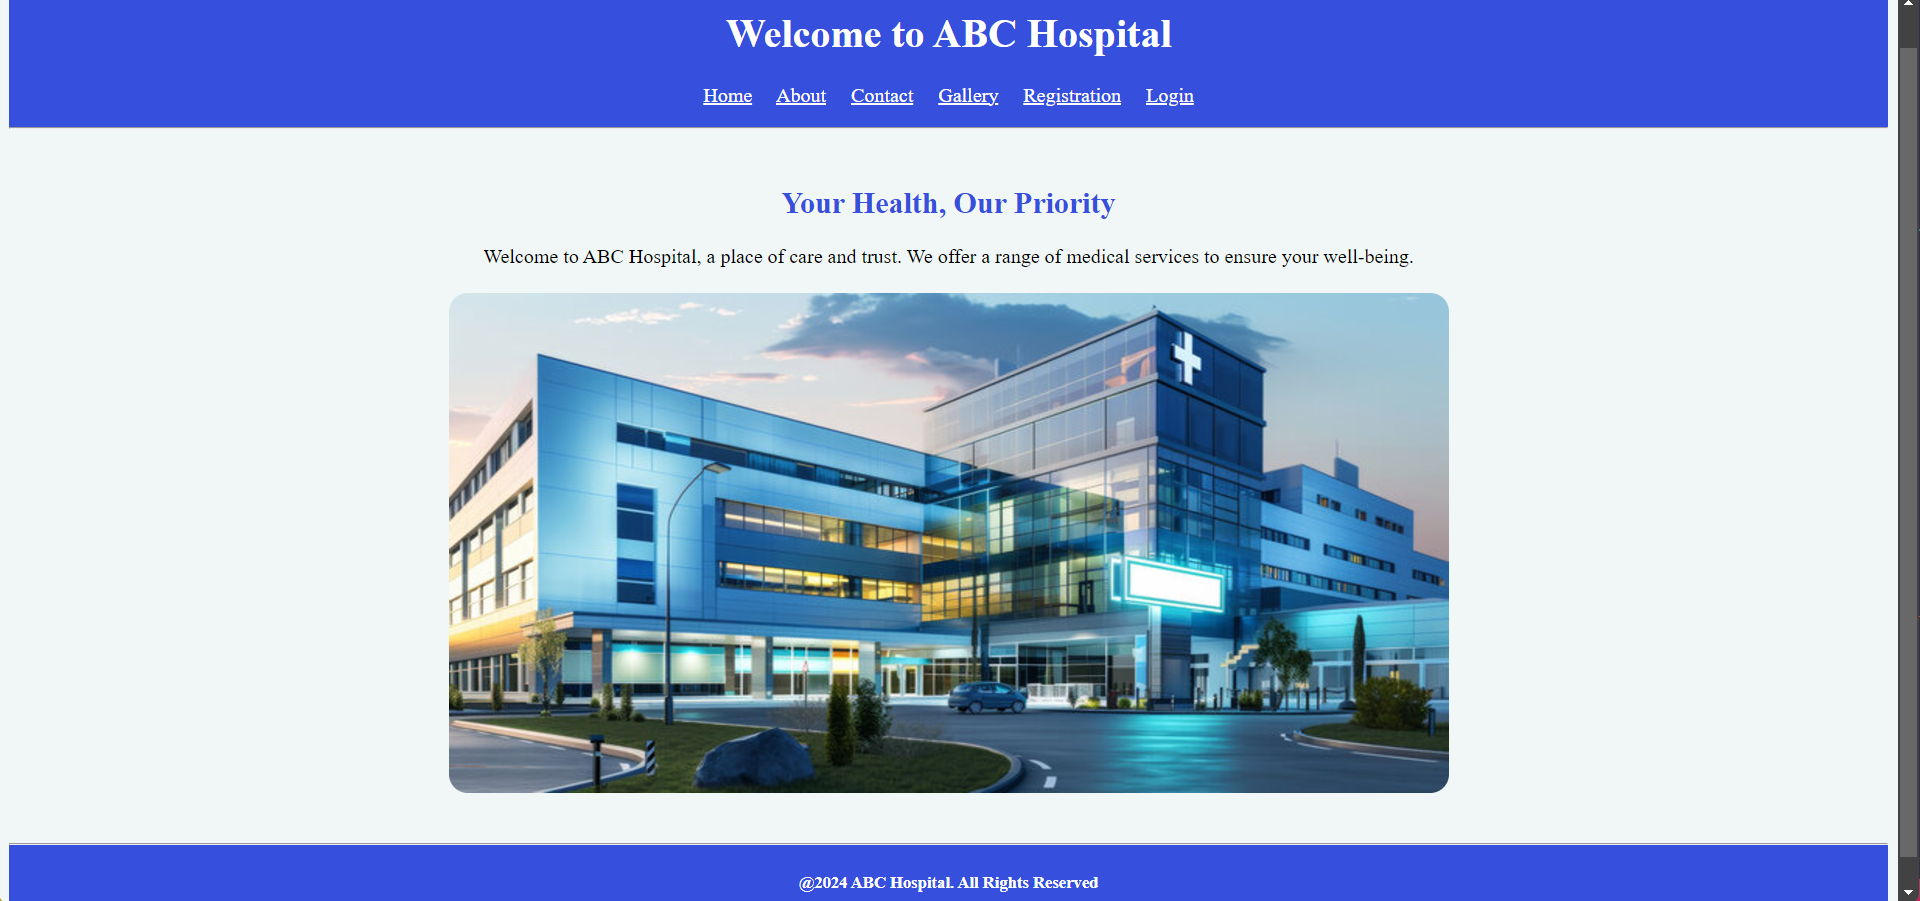 Welcome to ABC Hospital
Home About Contact Gallery Registration Login
Your Health, Our Priority
Welcome to ABC Hospital, a place of care and trust. We offer a range of medical services to ensure your well-being.
@2024 ABC Hospital. All Rights Reserved